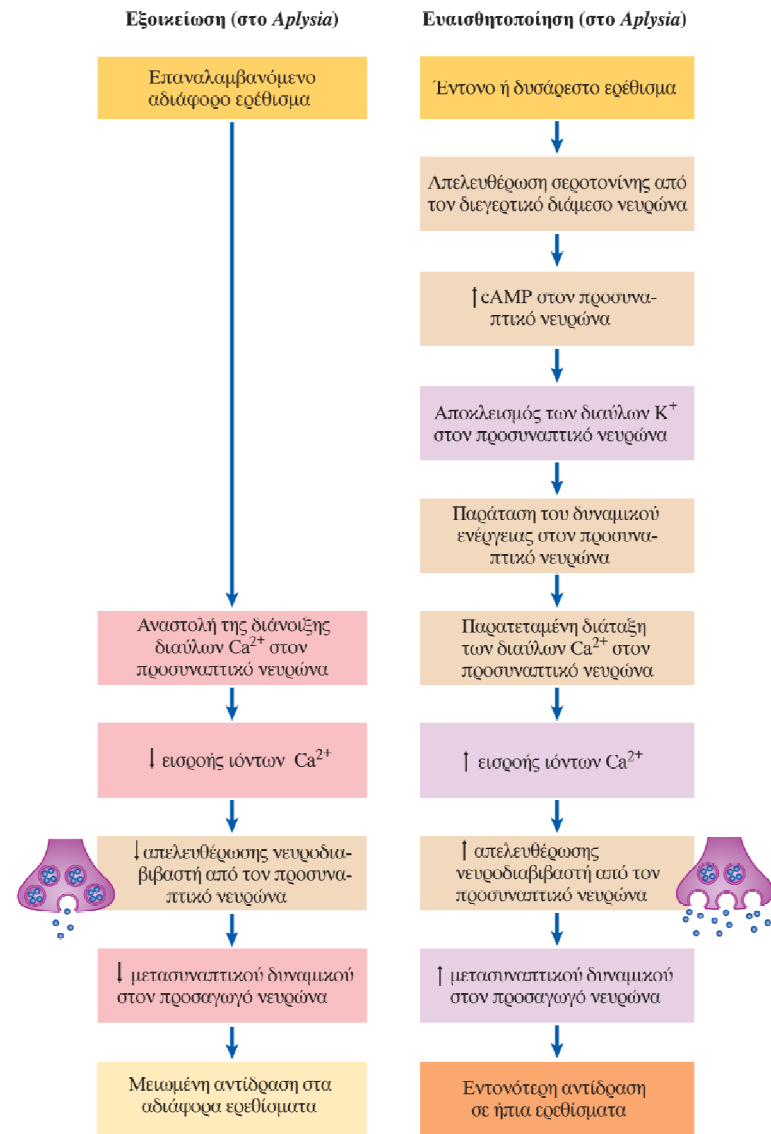 Εξοικείωση (στο Aplysia)
Επαναλαμβανόμενο
αδιάφορο ερέθισμα
Αναστολή της διάνοιξης
διαύλων Ca²⁺ στον
προσυναπτικό νευρώνα
↓ εισροής ιόντων Ca²⁺
↓απελευθέρωσης νευροδια-
βιβαστή από τον προσυνα-
πτικό νευρώνα
↓ μετασυναπτικού δυναμικού
στον προσαγωγό νευρώνα
Μειωμένη αντίδραση στα
αδιάφορα ερεθίσματα
Ευαισθητοποίηση (στο Aplysia)
Έντονο ή δυσάρεστο ερέθισμα
Απελευθέρωση σεροτονίνης από
τον διεγερτικό διάμεσο νευρώνα
↑cAMP στον προσυνα-
πτικό νευρώνα
Αποκλεισμός των διαύλων K⁺
στον προσυναπτικό νευρώνα
Παράταση του δυναμικού
ενέργειας στον προσυνα-
πτικό νευρώνα
Παρατεταμένη διάταξη
των διαύλων Ca²⁺ στον
προσυναπτικό νευρώνα
↑ εισροής ιόντων Ca²⁺
↑ απελευθέρωσης
νευροδιαβιβαστή από τον
προσυναπτικό νευρώνα
↑ μετασυναπτικού δυναμικού
στον προσαγωγό νευρώνα
Εντονότερη αντίδραση
σε ήπια ερεθίσματα